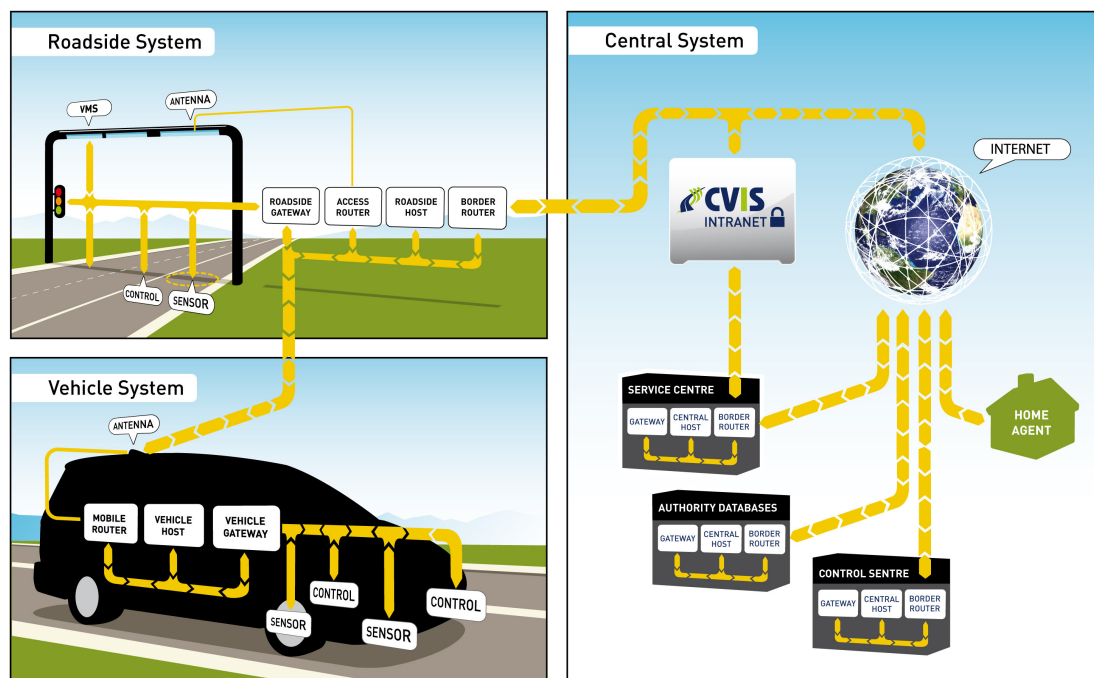 Roadside System
VMS
ANTENNA
ROADSIDE
GATEWAY
ACCESS
ROUTER
ROADSIDE
HOST
BORDER
ROUTER
CONTROL
SENSOR
Vehicle System
ANTENNA
MOBILE
ROUTER
VEHICLE
HOST
VEHICLE
GATEWAY
SENSOR
CONTROL
SENSOR
CONTROL
Central System
INTERNET
CVIS
INTRANET
SERVICE CENTRE
GATEWAY
CENTRAL
HOST
BORDER
ROUTER
HOME
AGENT
AUTHORITY DATABASES
GATEWAY
CENTRAL
HOST
BORDER
ROUTER
CONTROL SENTRE
GATEWAY
CENTRAL
HOST
BORDER
ROUTER